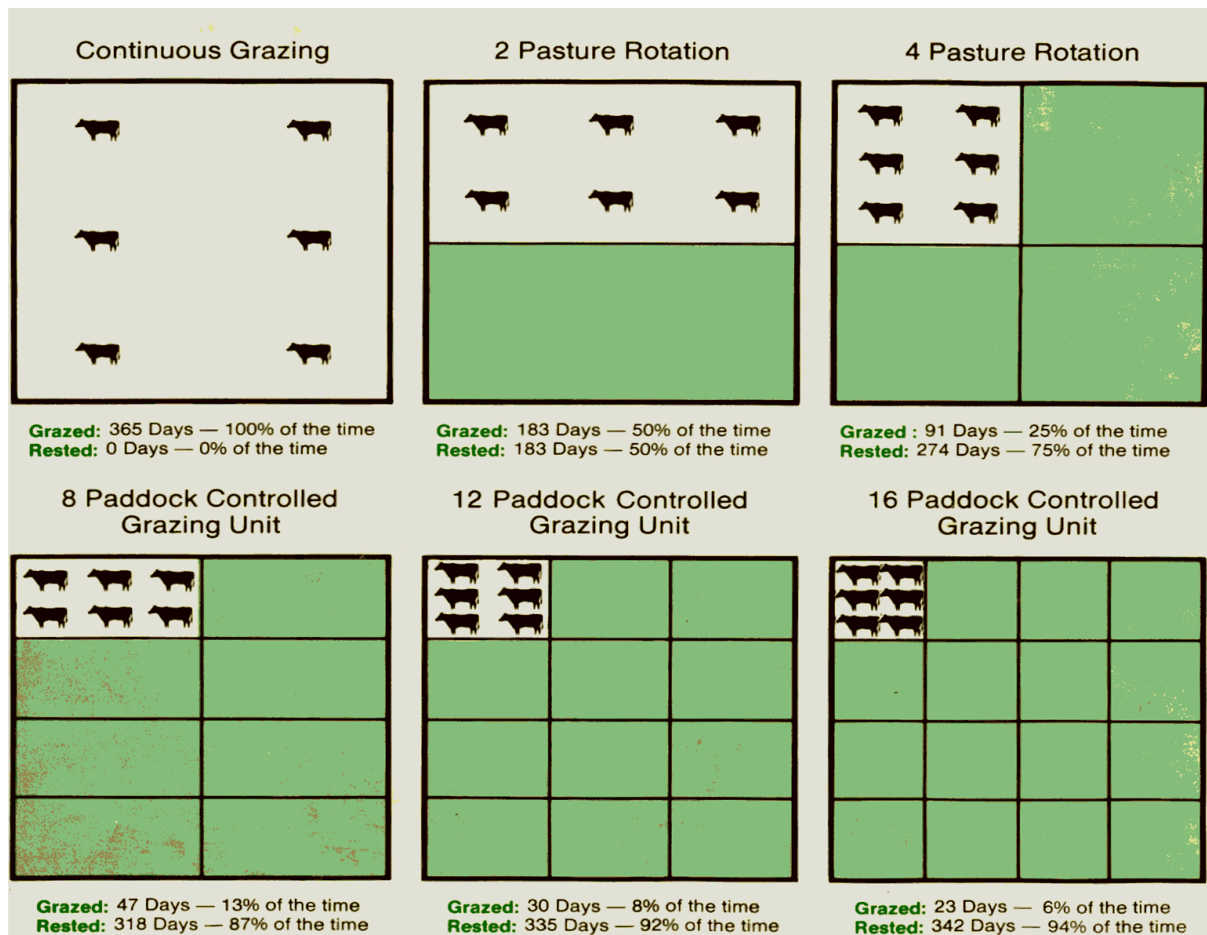 Continuous Grazing
Grazed: 365 Days — 100% of the time
Rested: 0 Days — 0% of the time
2 Pasture Rotation
Grazed: 183 Days — 50% of the time
Rested: 183 Days — 50% of the time
4 Pasture Rotation
Grazed : 91 Days — 25% of the time
Rested: 274 Days — 75% of the time
8 Paddock Controlled
Grazing Unit
Grazed: 47 Days — 13% of the time
Rested: 318 Days — 87% of the time
12 Paddock Controlled
Grazing Unit
Grazed: 30 Days — 8% of the time
Rested: 335 Days — 92% of the time
16 Paddock Controlled
Grazing Unit
Grazed: 23 Days — 6% of the time
Rested: 342 Days — 94% of the time